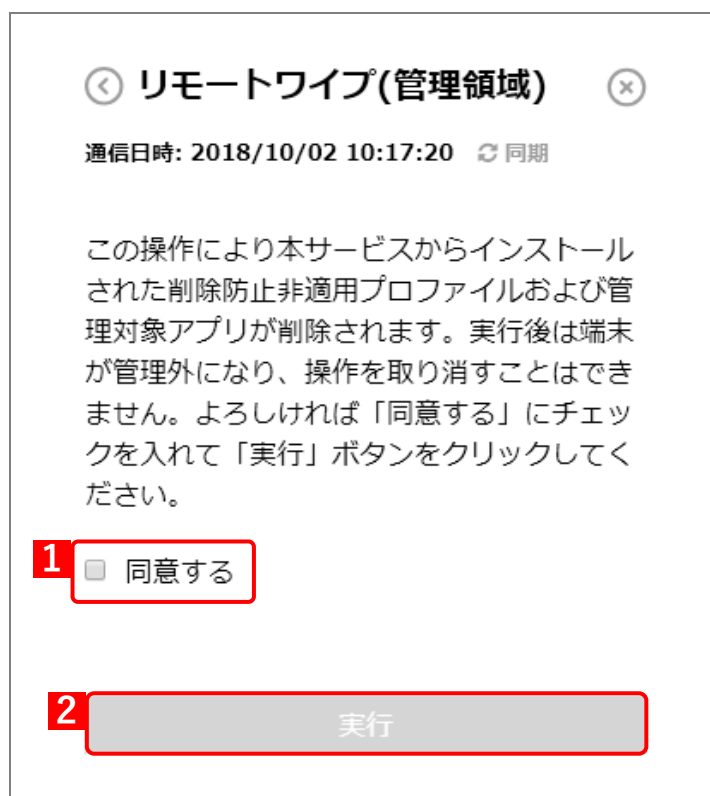 リモートワイプ(管理領域)
通信日時: 2018/10/02 10:17:20 同期
この操作により本サービスからインストール
された削除防止非適用プロファイルおよび管
理対象アプリが削除されます。実行後は端末
が管理外になり、操作を取り消すことはでき
ません。よろしければ「同意する」にチェッ
クを入れて「実行」ボタンをクリックしてく
ださい。
1 同意する
2 実行